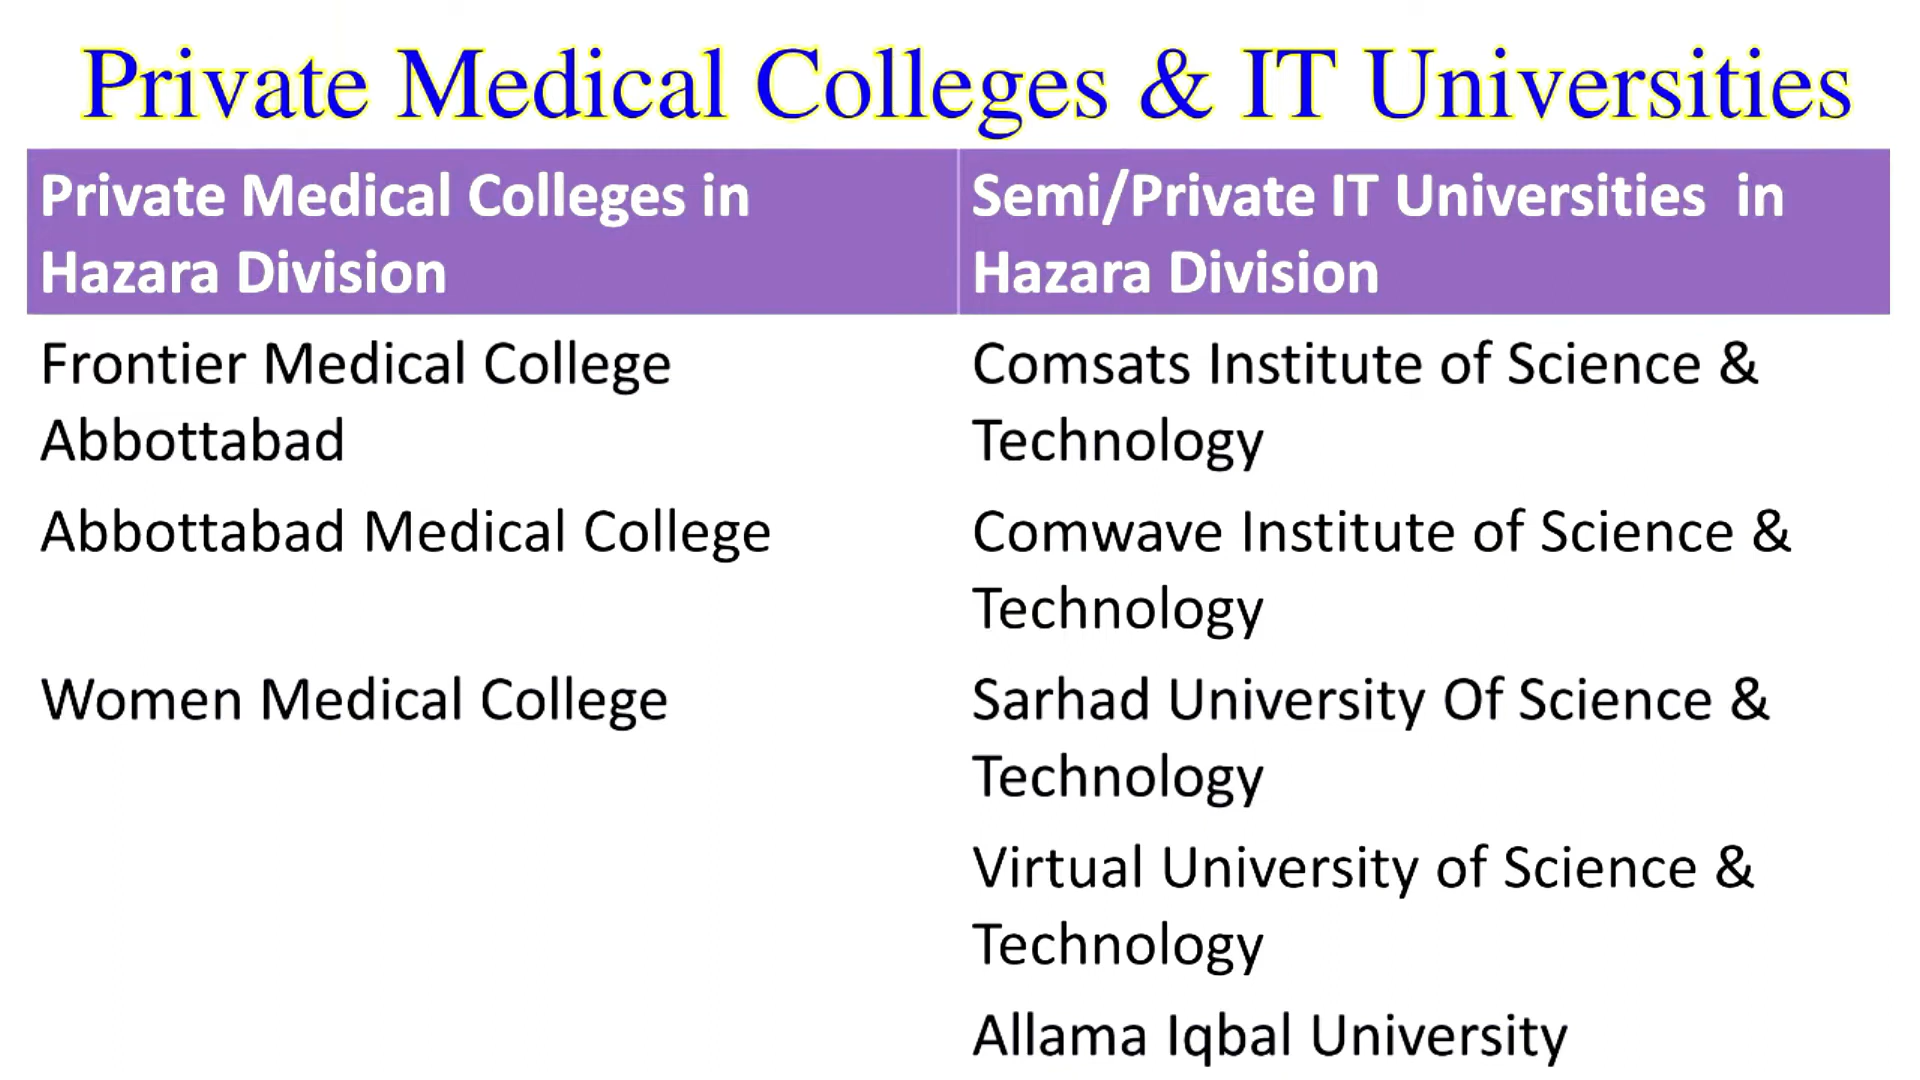 Private Medical Colleges & IT Universities
Private Medical Colleges in
Hazara Division
Semi/Private IT Universities  in
Hazara Division
Frontier Medical College
Abbottabad
Comsats Institute of Science &
Technology
Abbottabad Medical College
Comwave Institute of Science &
Technology
Women Medical College
Sarhad University Of Science &
Technology
Virtual University of Science &
Technology
Allama Iqbal University